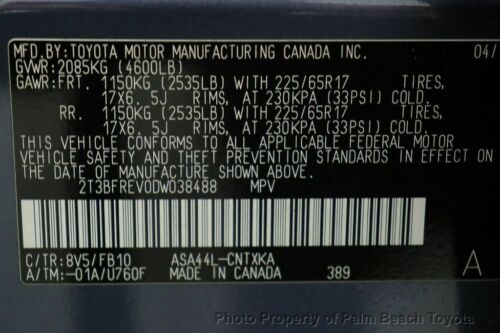 MFD.BY:TOYOTA MOTOR MANUFACTURING CANADA INC. 04/
GVWR:2085KG (4600LB)
GAWR:FRT. 1150KG (2535LB) WITH 225/65R17 TIRES,
17X6. 5J RIMS, AT 230KPA (33PSI) COLD
RR. 1150KG (2535LB) WITH 225/65R17 TIRES,
17X6. 5J RIMS, AT 230KPA (33PSI) COLD
THIS VEHICLE CONFORMS TO ALL APPLICABLE FEDERAL MOTOR
VEHICLE SAFETY AND THEFT PREVENTION STANDARDS IN EFFECT
ON THE DATE OF MANUFACTURE SHOWN ABOVE.
2T3BFREV0DW038488 MPV
C/TR:8V5/FB10 ASA44L-CNTXKA
A/TM:-01A/U760F MADE IN CANADA 389 A
Photo Property of Palm Beach Toyota